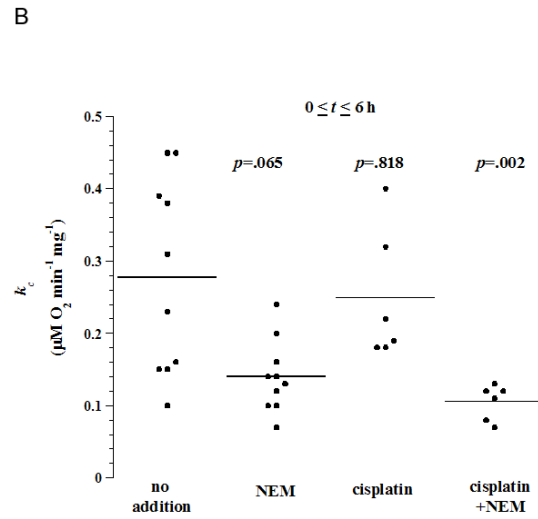 B
0 ≤ t ≤ 6 h
0.5
p=.065
p=.818
p=.002
0.4
0.3
0.2
0.1
0
k_c
(µM O₂ min⁻¹ mg⁻¹)
no
addition
NEM
cisplatin
cisplatin
+NEM